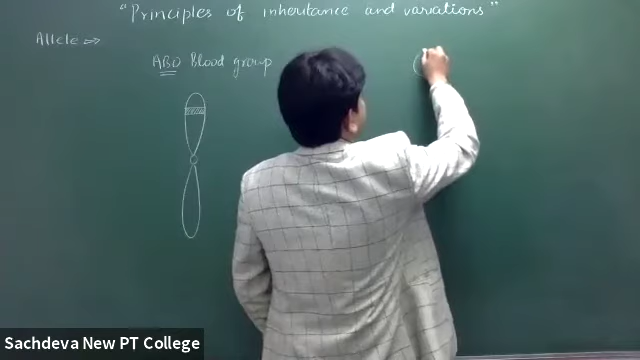 "Principles of inheritance and variations"
Allele ⇒
ABO Blood group
Sachdeva New PT College